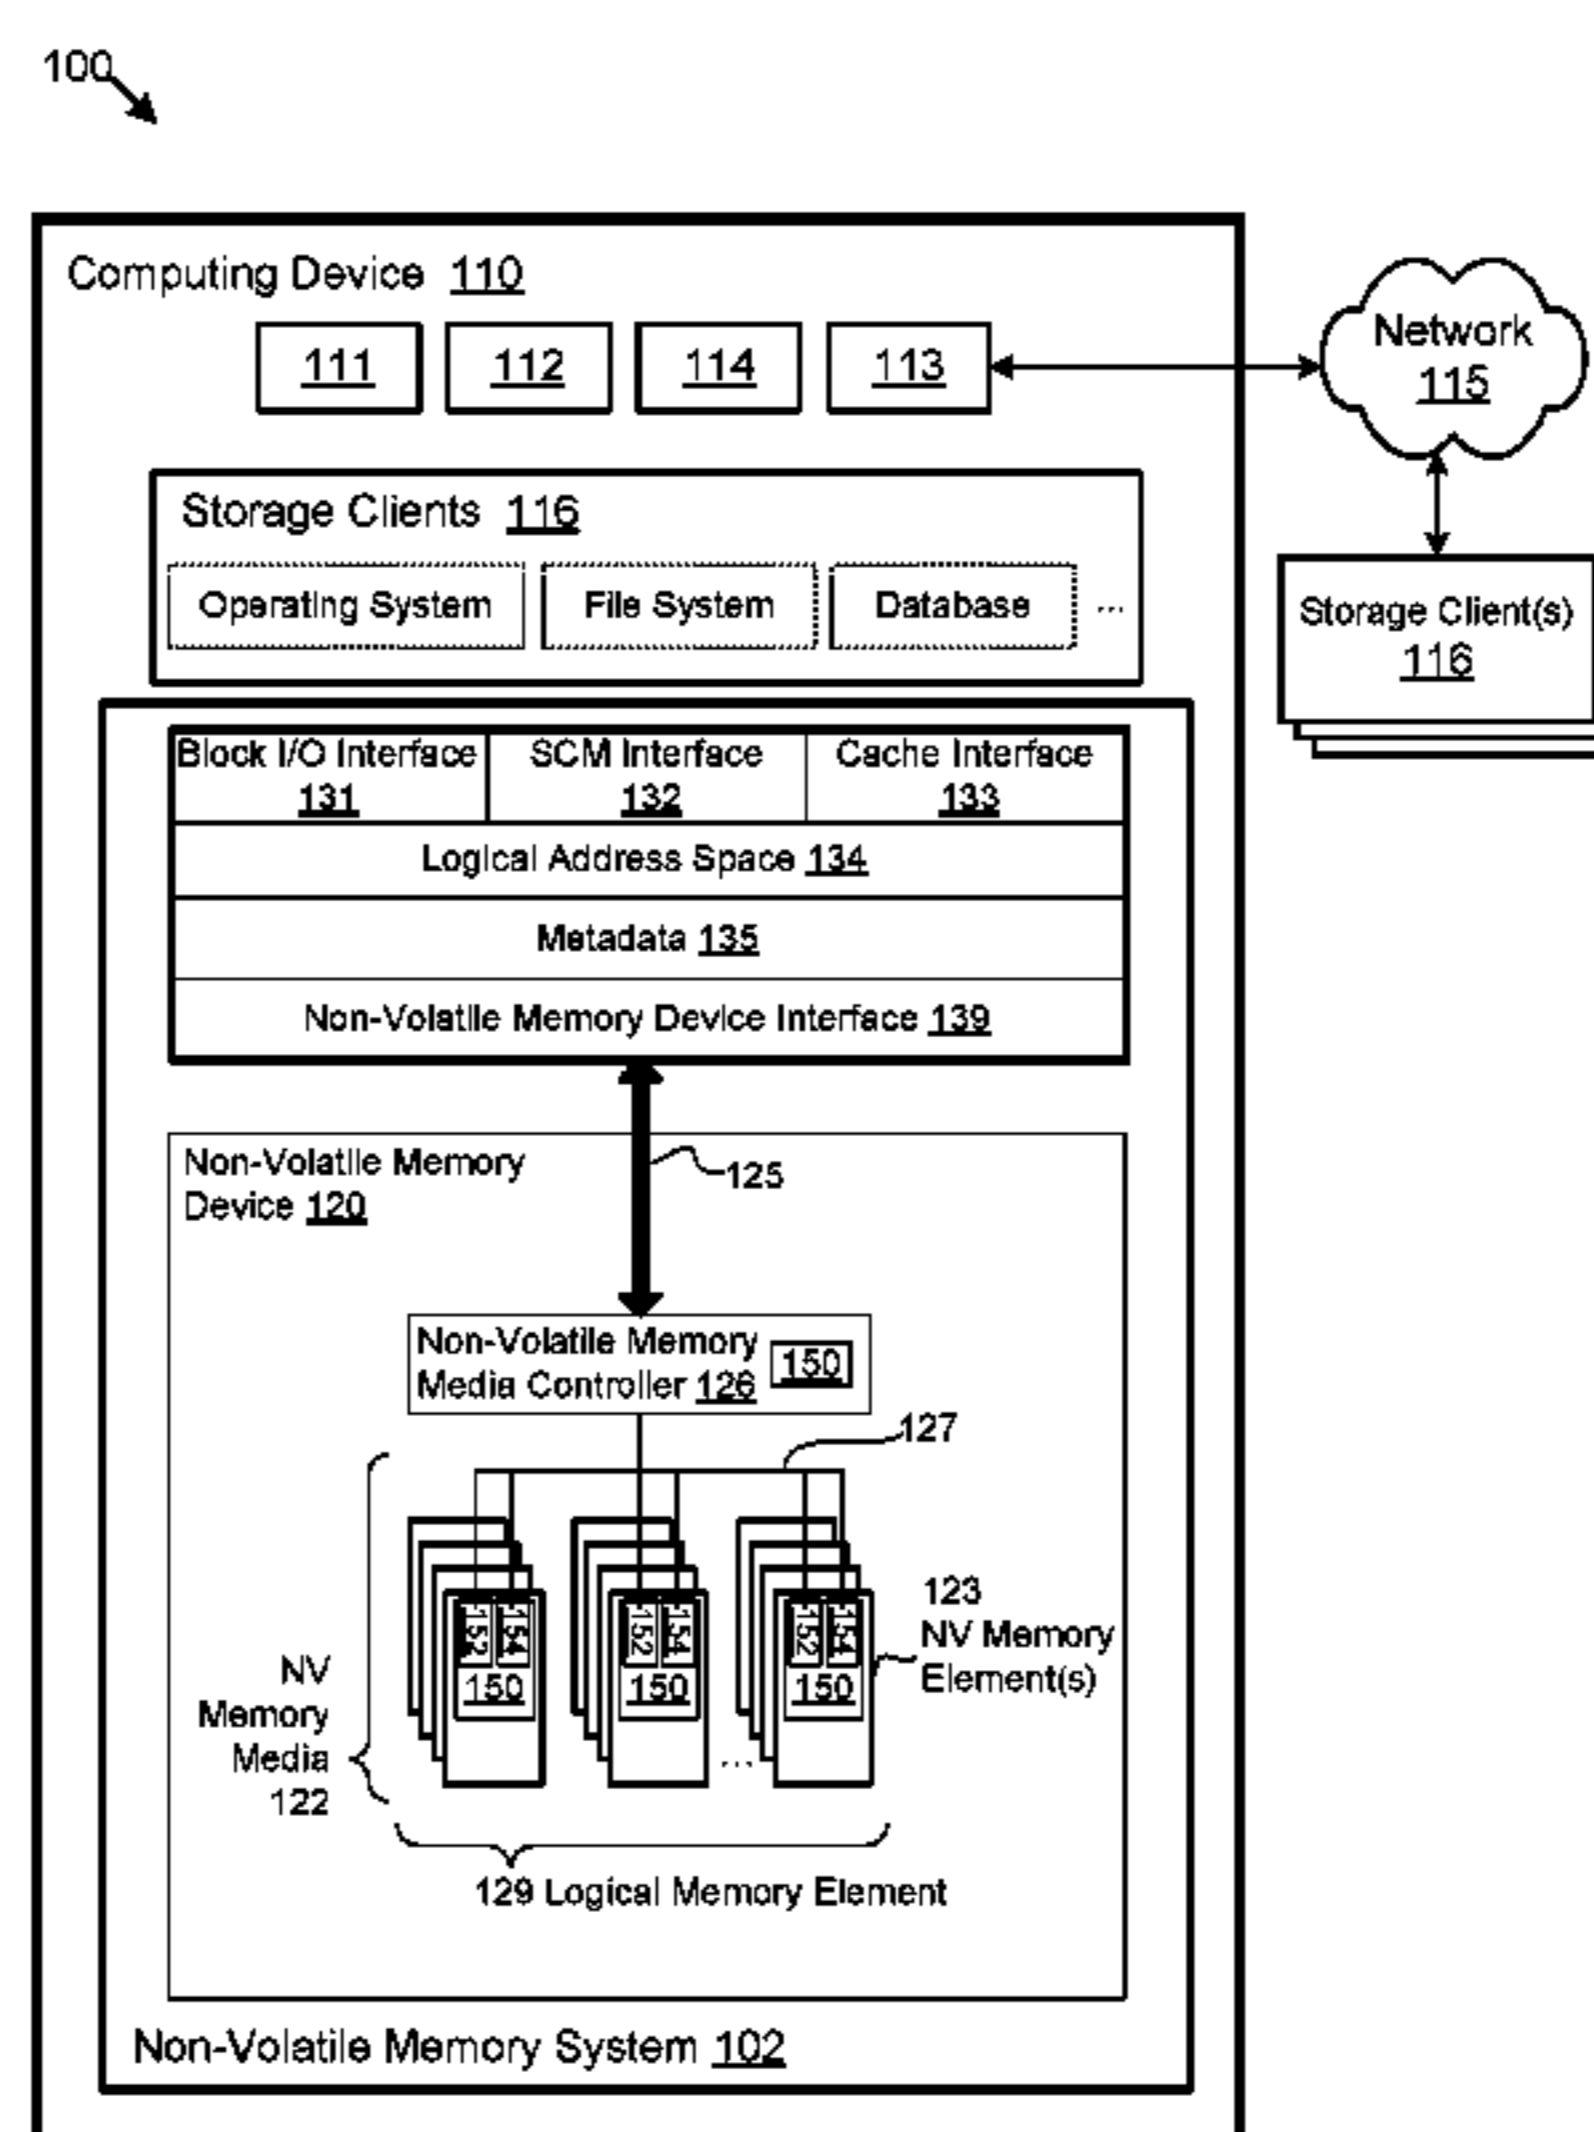 100
Computing Device 110
111 112 114 113
Network
115
Storage Clients 116
Operating System File System Database ...
Storage Client(s)
116
Block I/O Interface
131
SCM Interface
132
Cache Interface
133
Logical Address Space 134
Metadata 135
Non-Volatile Memory Device Interface 139
Non-Volatile Memory
Device 120
125
Non-Volatile Memory
Media Controller 126
150
127
152 154
150
152 154
150
152 154
150
...
123
NV Memory
Element(s)
NV
Memory
Media
122
129 Logical Memory Element
Non-Volatile Memory System 102